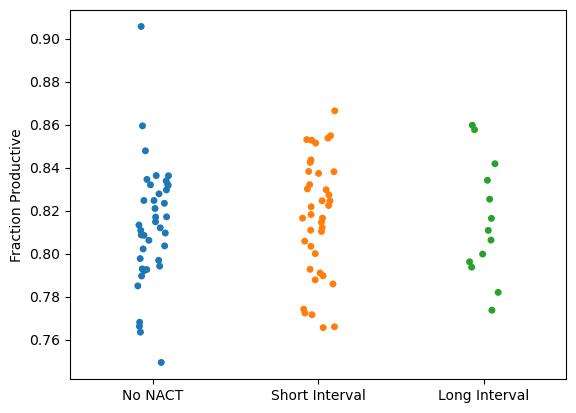 Fraction Productive
0.90
0.88
0.86
0.84
0.82
0.80
0.78
0.76
No NACT
Short Interval
Long Interval